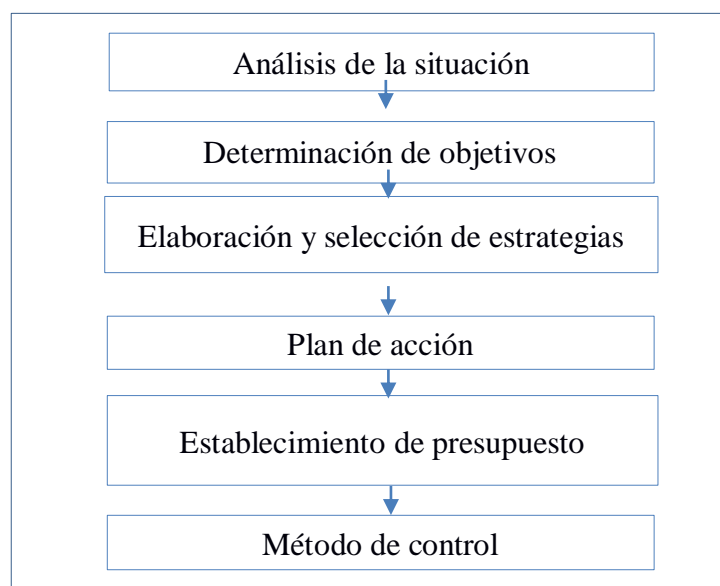 Análisis de la situación
Determinación de objetivos
Elaboración y selección de estrategias
Plan de acción
Establecimiento de presupuesto
Método de control